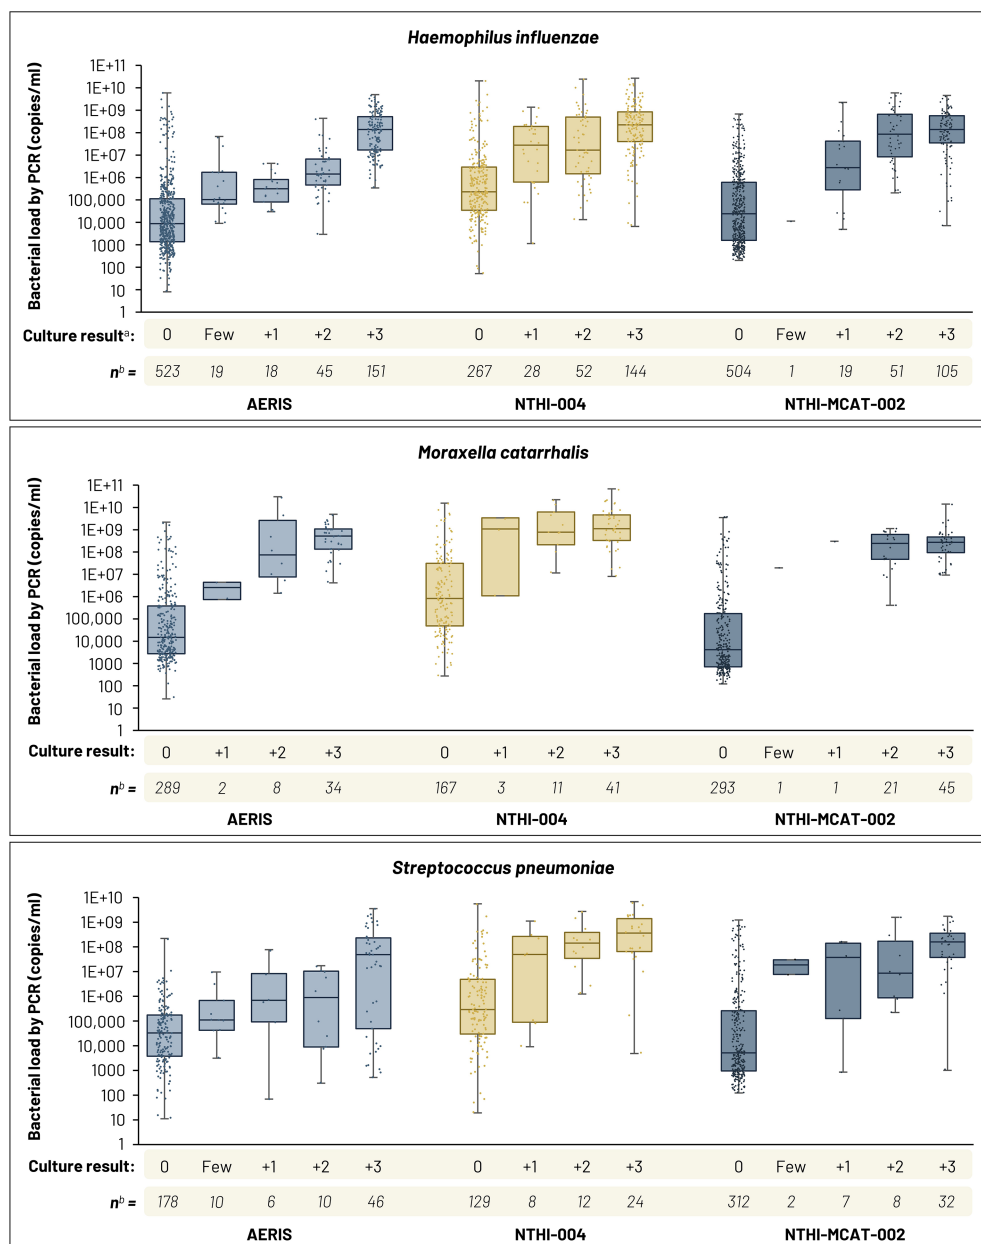 Haemophilus influenzae
Bacterial load by PCR (copies/ml)
1E+11
1E+10
1E+09
1E+08
1E+07
1E+06
100,000
10,000
1000
100
10
1
Culture resultᵃ: 0 Few +1 +2 +3 0 +1 +2 +3 0 Few +1 +2 +3
nᵇ = 523 19 18 45 151 267 28 52 144 504 1 19 51 105
AERIS NTHI-004 NTHI-MCAT-002
Moraxella catarrhalis
Bacterial load by PCR (copies/ml)
1E+11
1E+10
1E+09
1E+08
1E+07
1E+06
100,000
10,000
1000
100
10
1
Culture result: 0 +1 +2 +3 0 +1 +2 +3 0 Few +1 +2 +3
nᵇ = 289 2 8 34 167 3 11 41 293 1 1 21 45
AERIS NTHI-004 NTHI-MCAT-002
Streptococcus pneumoniae
Bacterial load by PCR (copies/ml)
1E+10
1E+09
1E+08
1E+07
1E+06
100,000
10,000
1000
100
10
1
Culture result: 0 Few +1 +2 +3 0 +1 +2 +3 0 Few +1 +2 +3
nᵇ = 178 10 6 10 46 129 8 12 24 312 2 7 8 32
AERIS NTHI-004 NTHI-MCAT-002